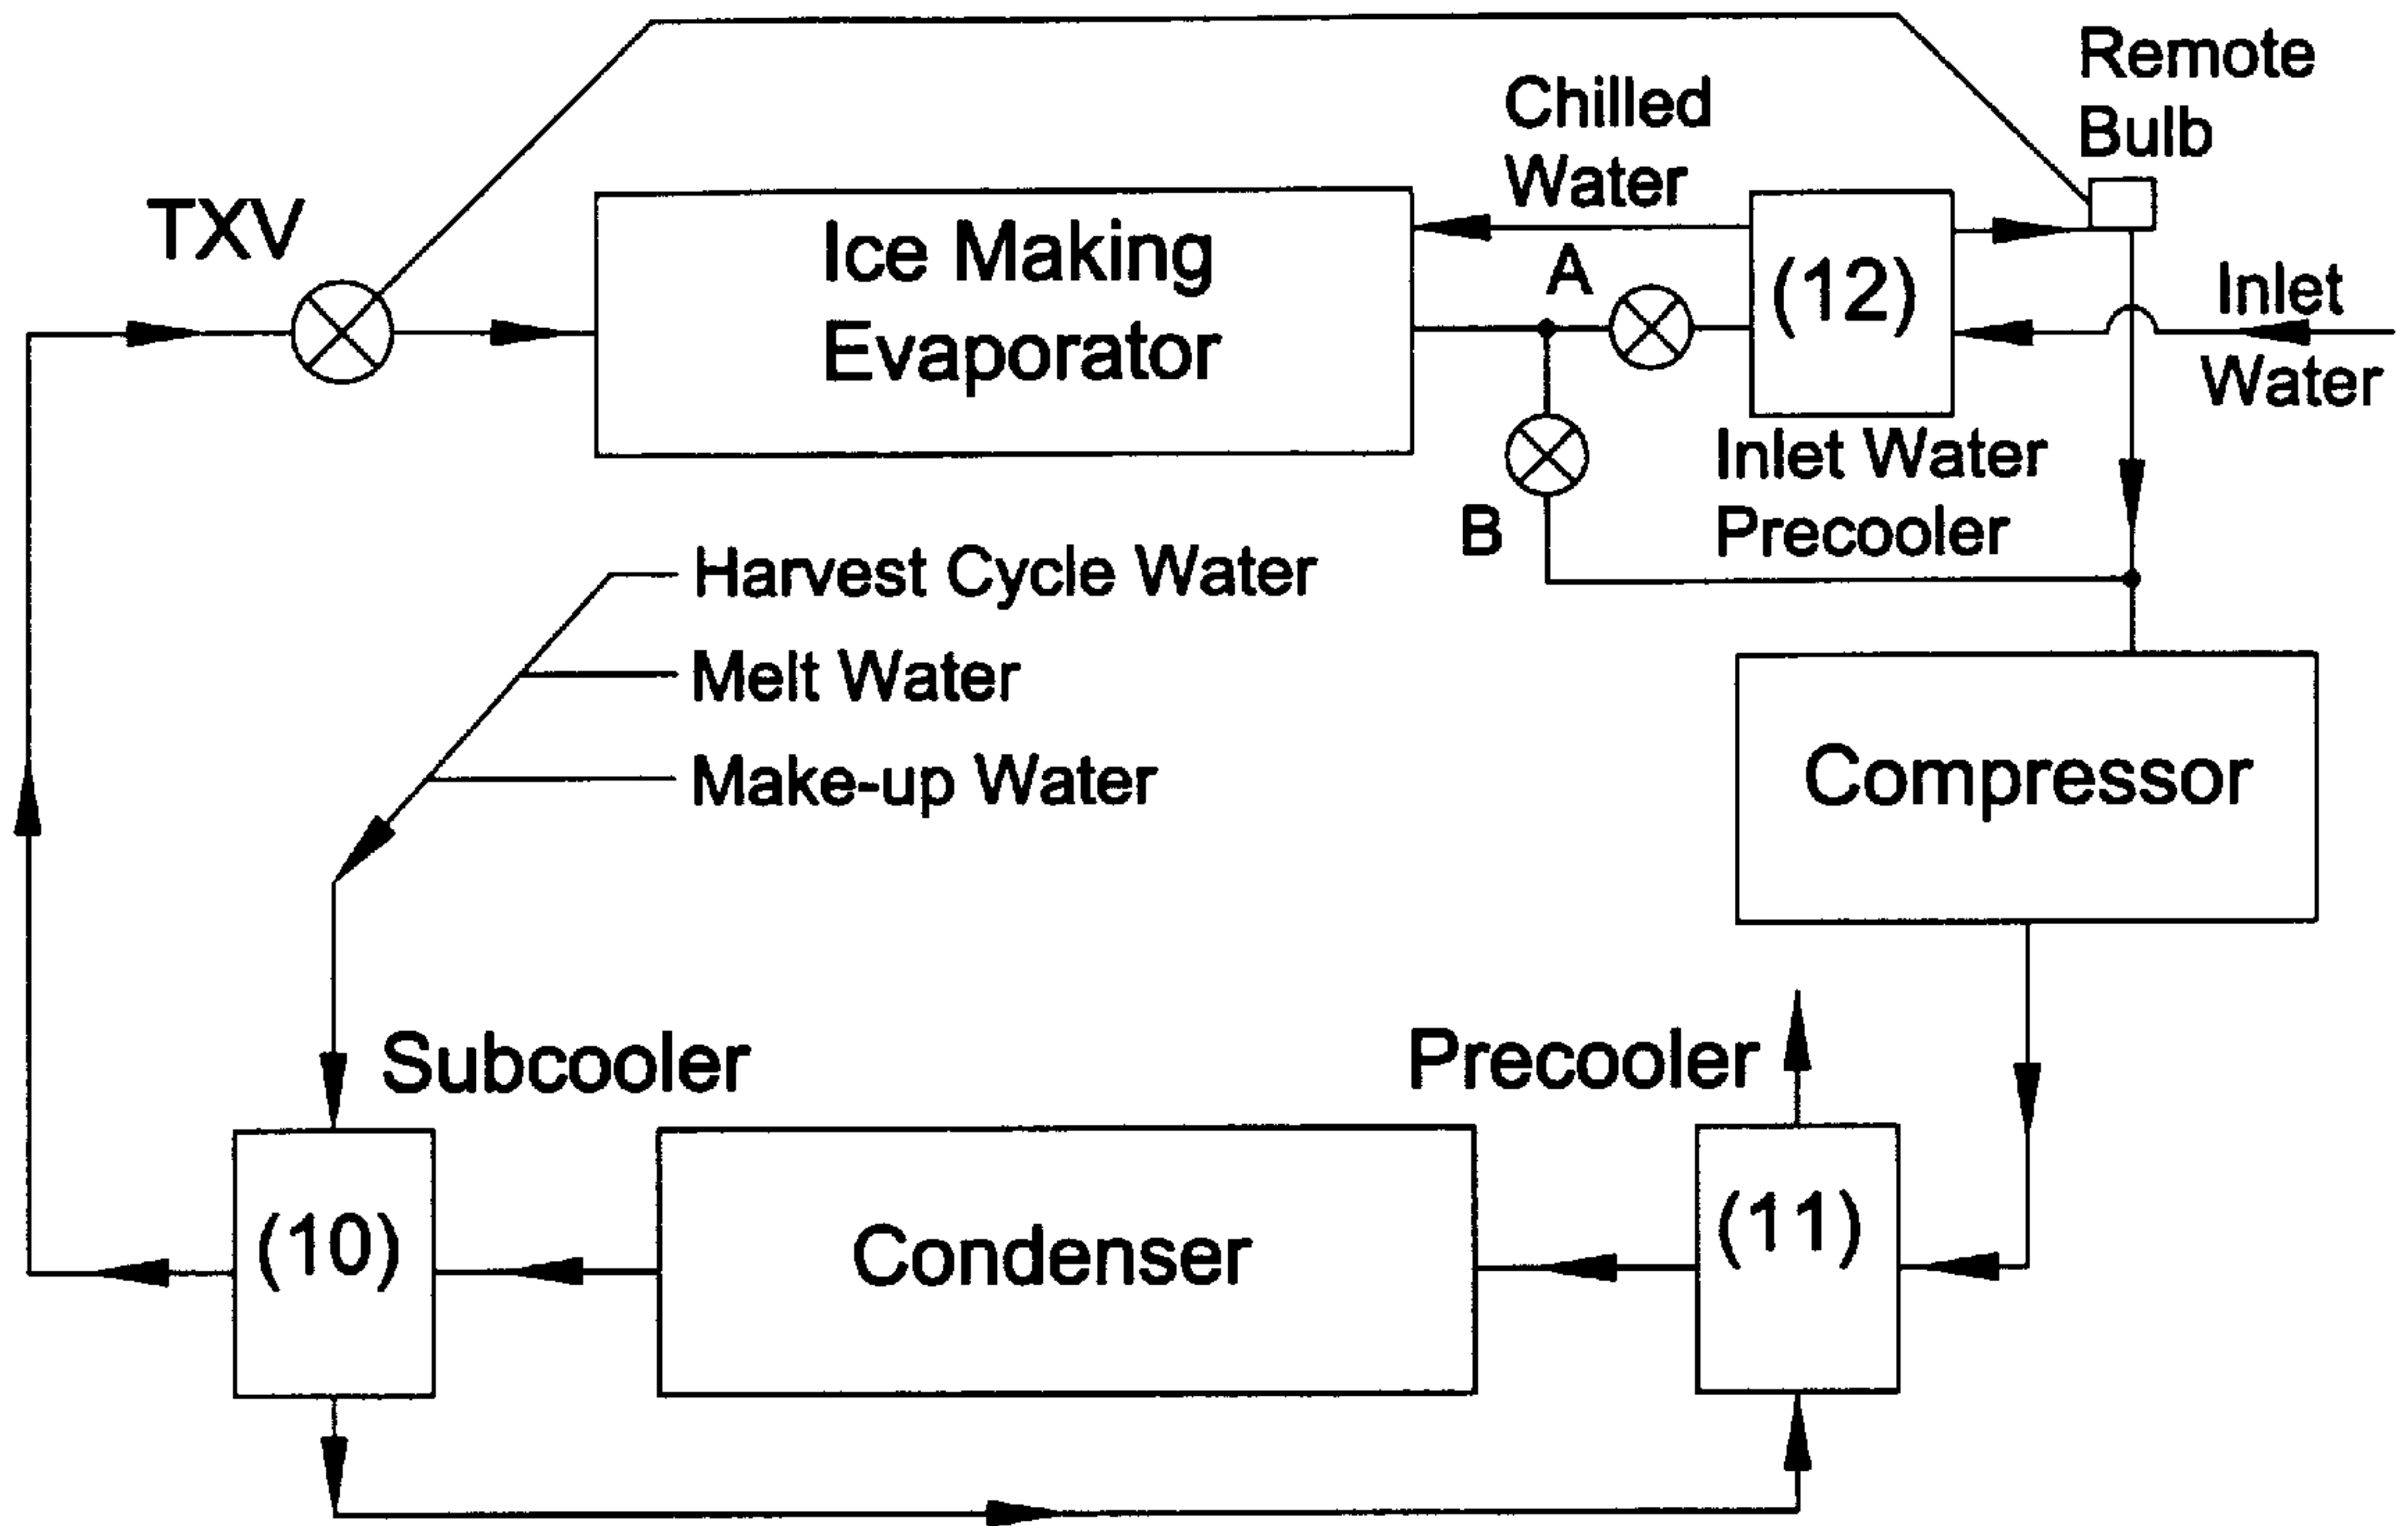 Remote
Bulb
Chilled
Water
TXV
Ice Making
Evaporator
A
(12)
Inlet
Water
B
Inlet Water
Precooler
Harvest Cycle Water
Melt Water
Make-up Water
Compressor
Subcooler
Precooler
(10)
Condenser
(11)